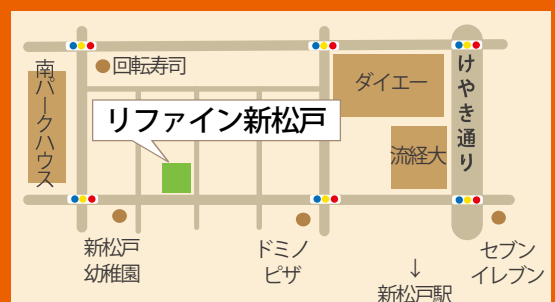 回転寿司
南パークハウス
ダイエー
けやき通り
リファイン新松戸
流経大
新松戸
幼稚園
ドミノ
ピザ
↓
新松戸駅
セブン
イレブン